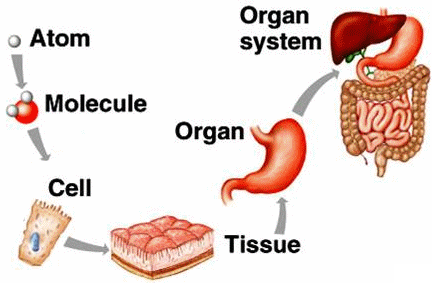 Atom
Molecule
Cell
Tissue
Organ
Organ
system